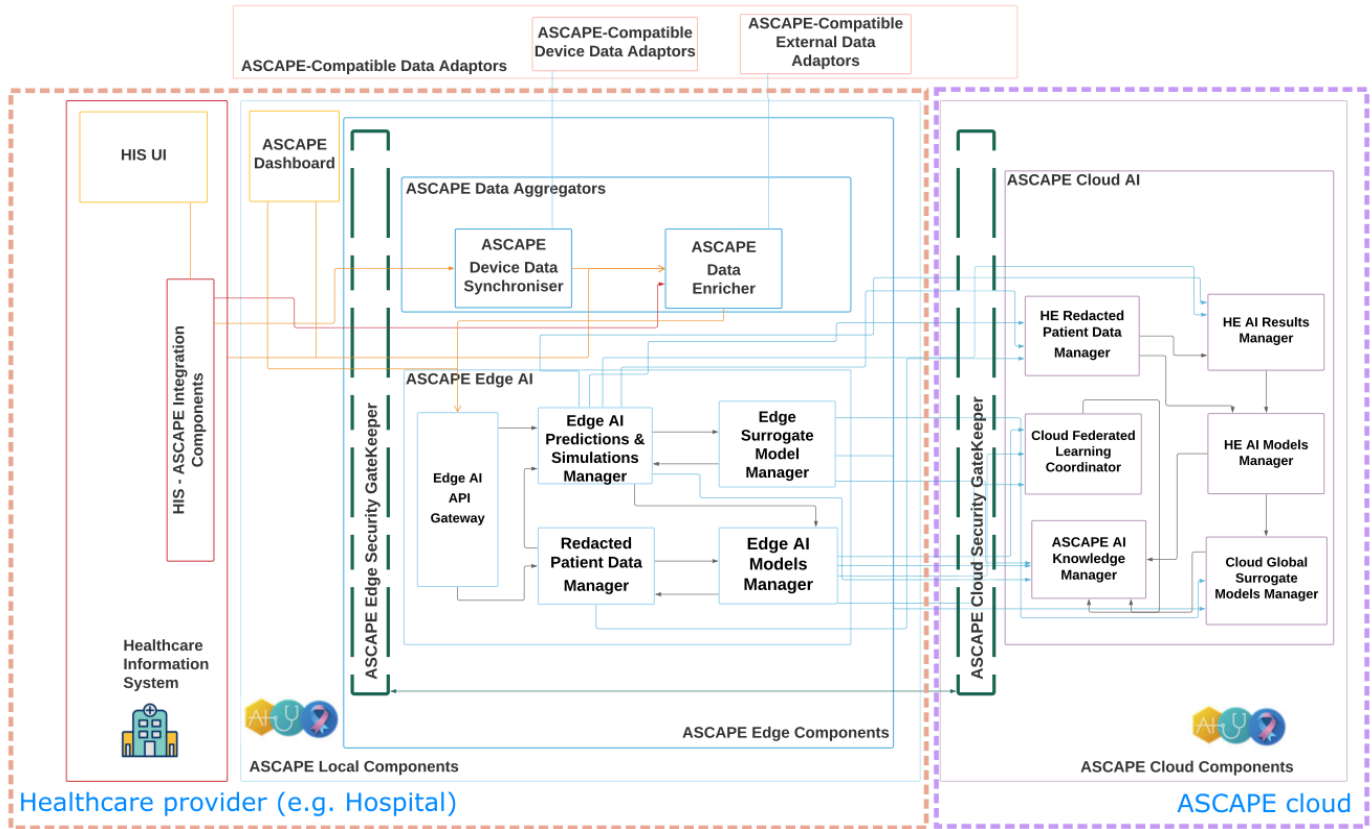 ASCAPE-Compatible Data Adaptors
ASCAPE-Compatible
Device Data Adaptors
ASCAPE-Compatible
External Data
Adaptors
HIS UI
HIS - ASCAPE Integration
Components
Healthcare
Information
System
ASCAPE
Dashboard
ASCAPE Edge Security GateKeeper
ASCAPE Data Aggregators
ASCAPE
Device Data
Synchroniser
ASCAPE
Data
Enricher
ASCAPE Edge AI
Edge AI
API
Gateway
Edge AI
Predictions &
Simulations
Manager
Edge
Surrogate
Model
Manager
Redacted
Patient Data
Manager
Edge AI
Models
Manager
AI
ASCAPE Edge Components
ASCAPE Local Components
Healthcare provider (e.g. Hospital)
ASCAPE Cloud Security GateKeeper
ASCAPE Cloud AI
HE Redacted
Patient Data
Manager
HE AI Results
Manager
Cloud Federated
Learning
Coordinator
HE AI Models
Manager
ASCAPE AI
Knowledge
Manager
Cloud Global
Surrogate
Models Manager
AI
ASCAPE Cloud Components
ASCAPE cloud